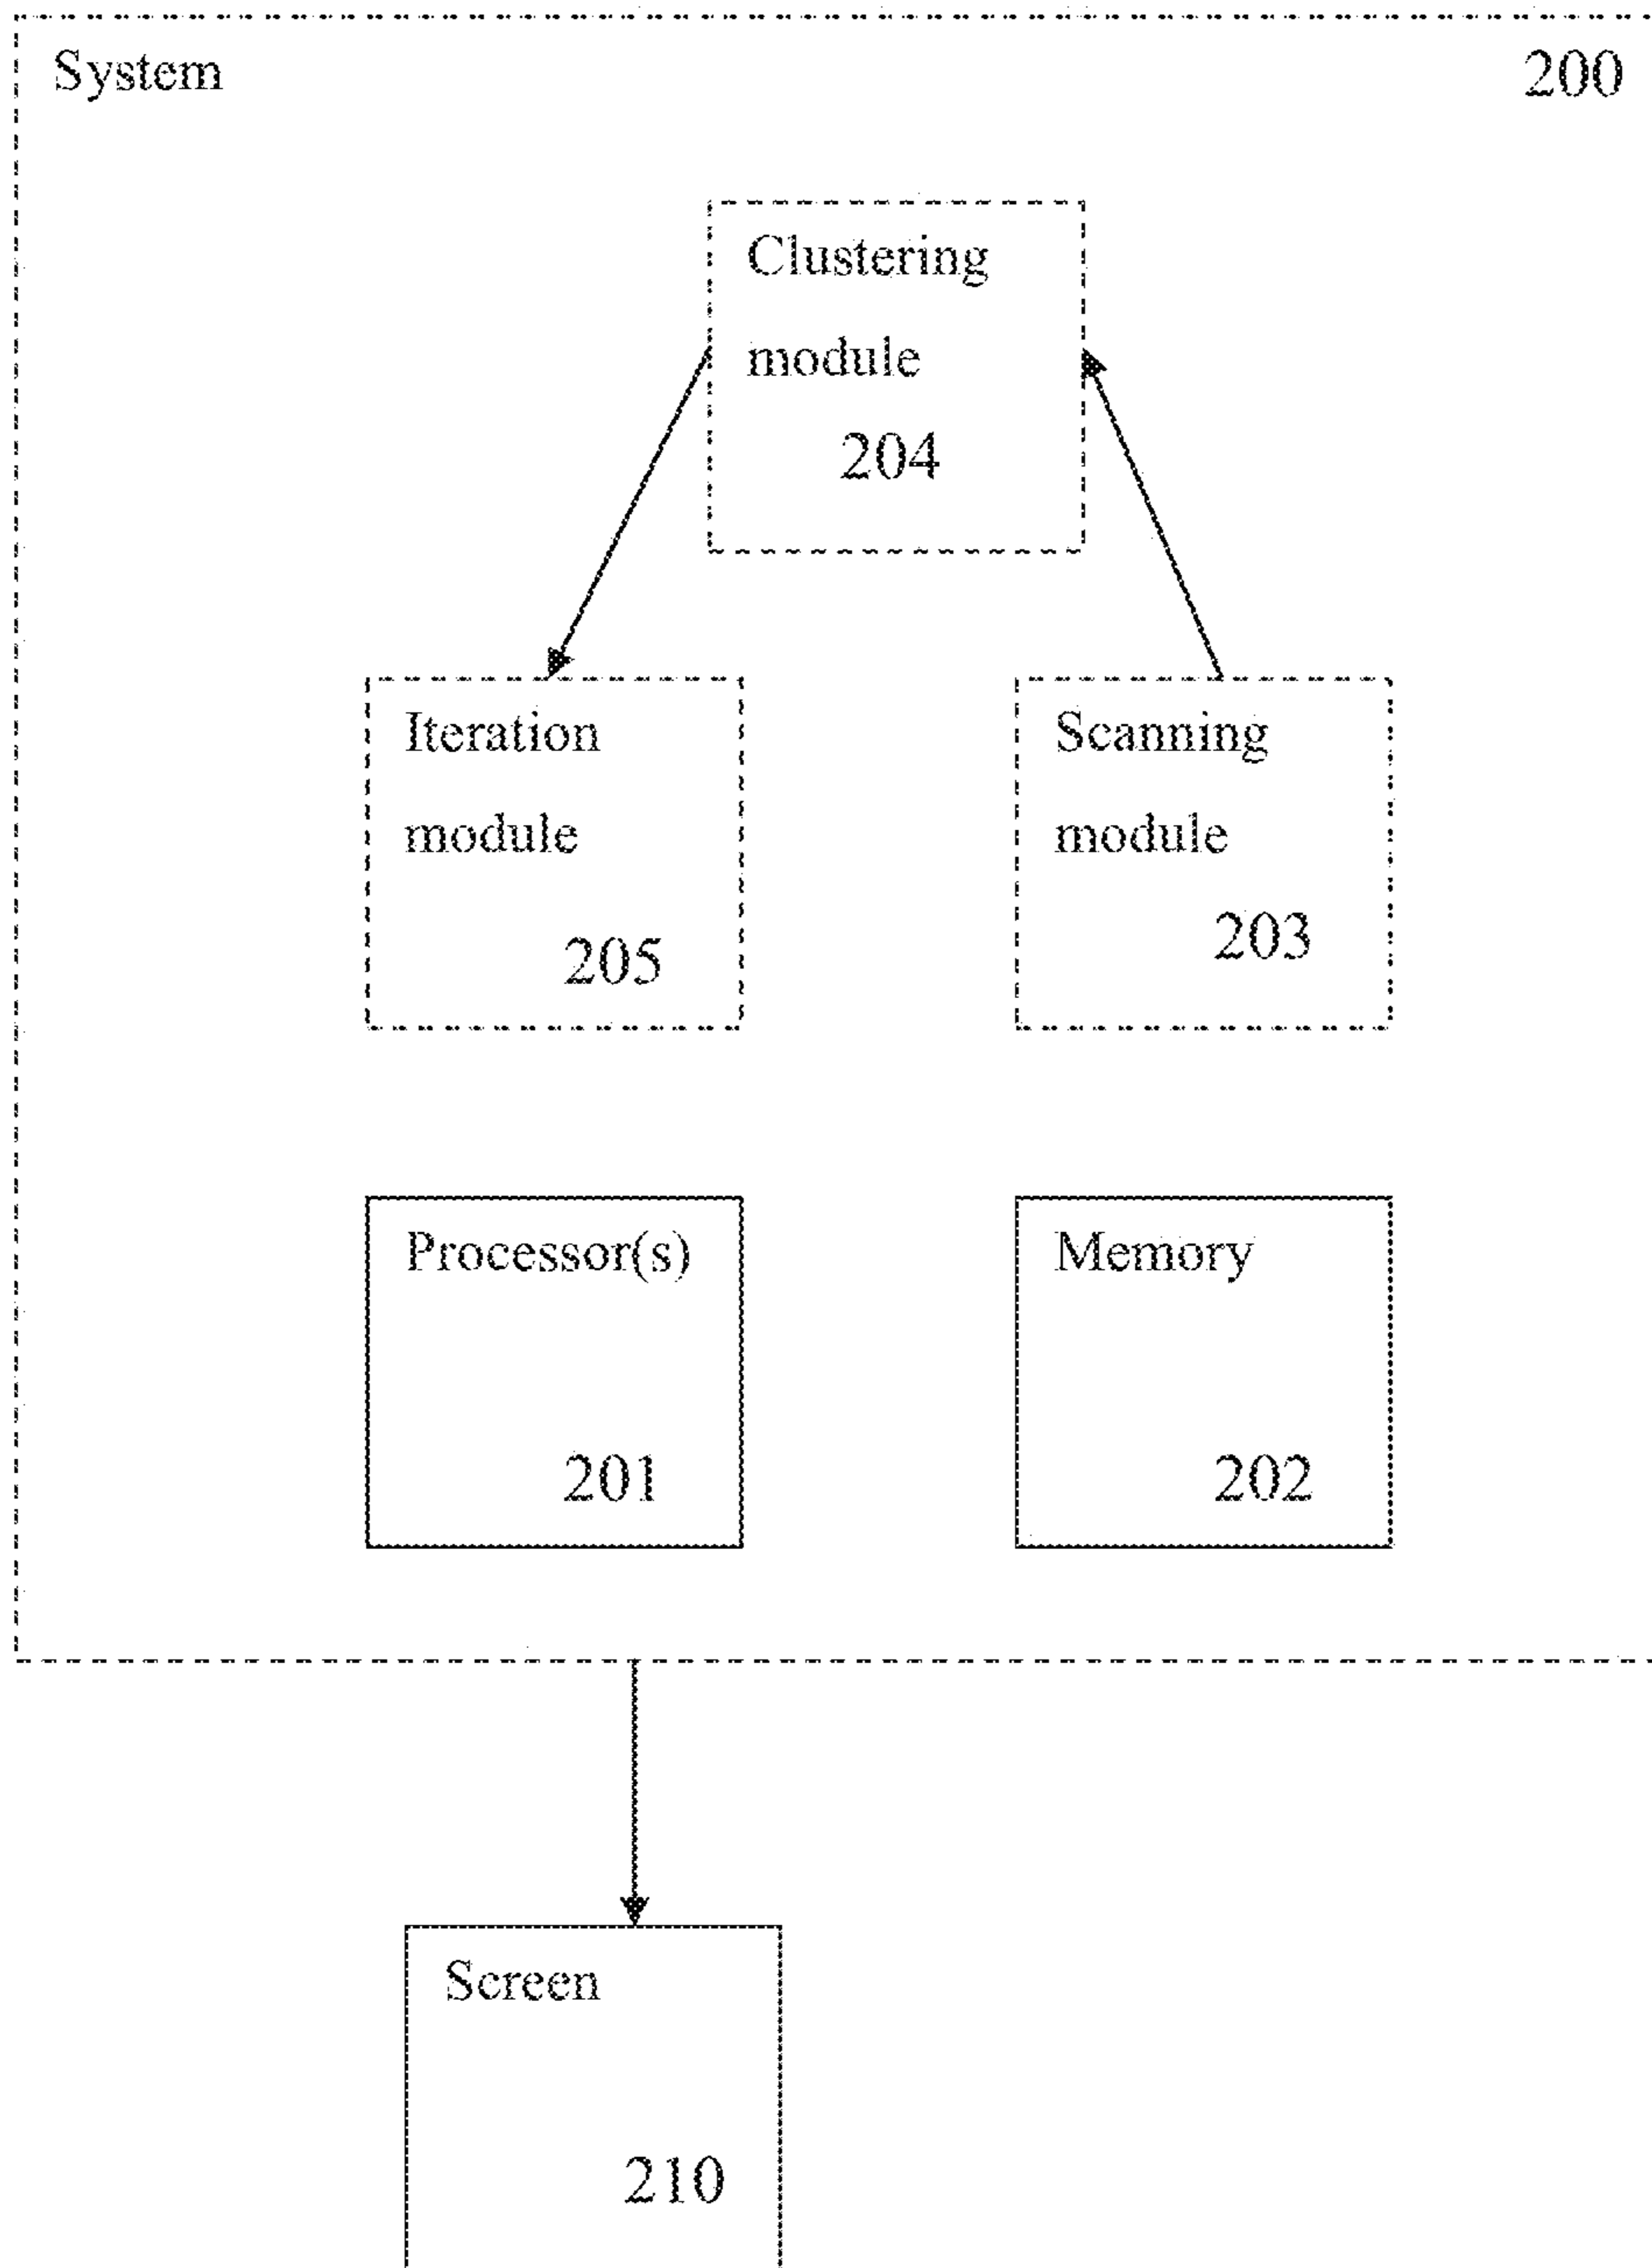 System 200
Clustering
module
204
Iteration
module
205
Scanning
module
203
Processor(s)
201
Memory
202
Screen
210